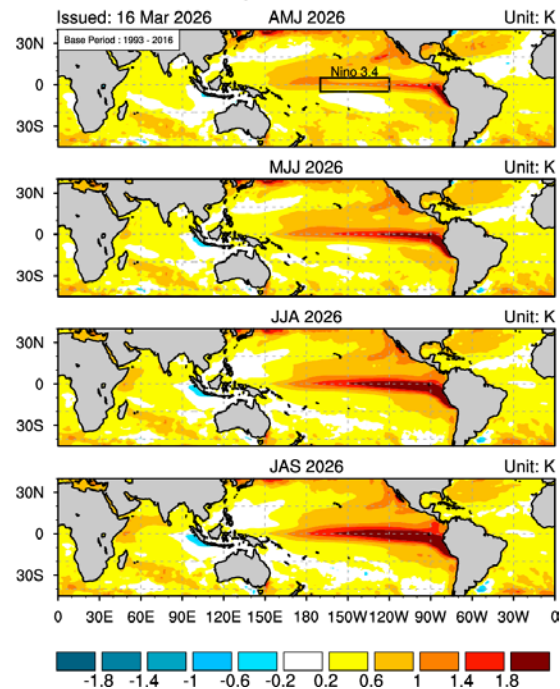 Issued: 16 Mar 2026 AMJ 2026 Unit: K
30N
Base Period : 1993 - 2016
Nino 3.4
0
30S
MJJ 2026 Unit: K
30N
0
30S
JJA 2026 Unit: K
30N
0
30S
JAS 2026 Unit: K
30N
0
30S
0 30E 60E 90E 120E 150E 180 150W 120W 90W 60W 30W 0
-1.8 -1.4 -1 -0.6 -0.2 0.2 0.6 1 1.4 1.8